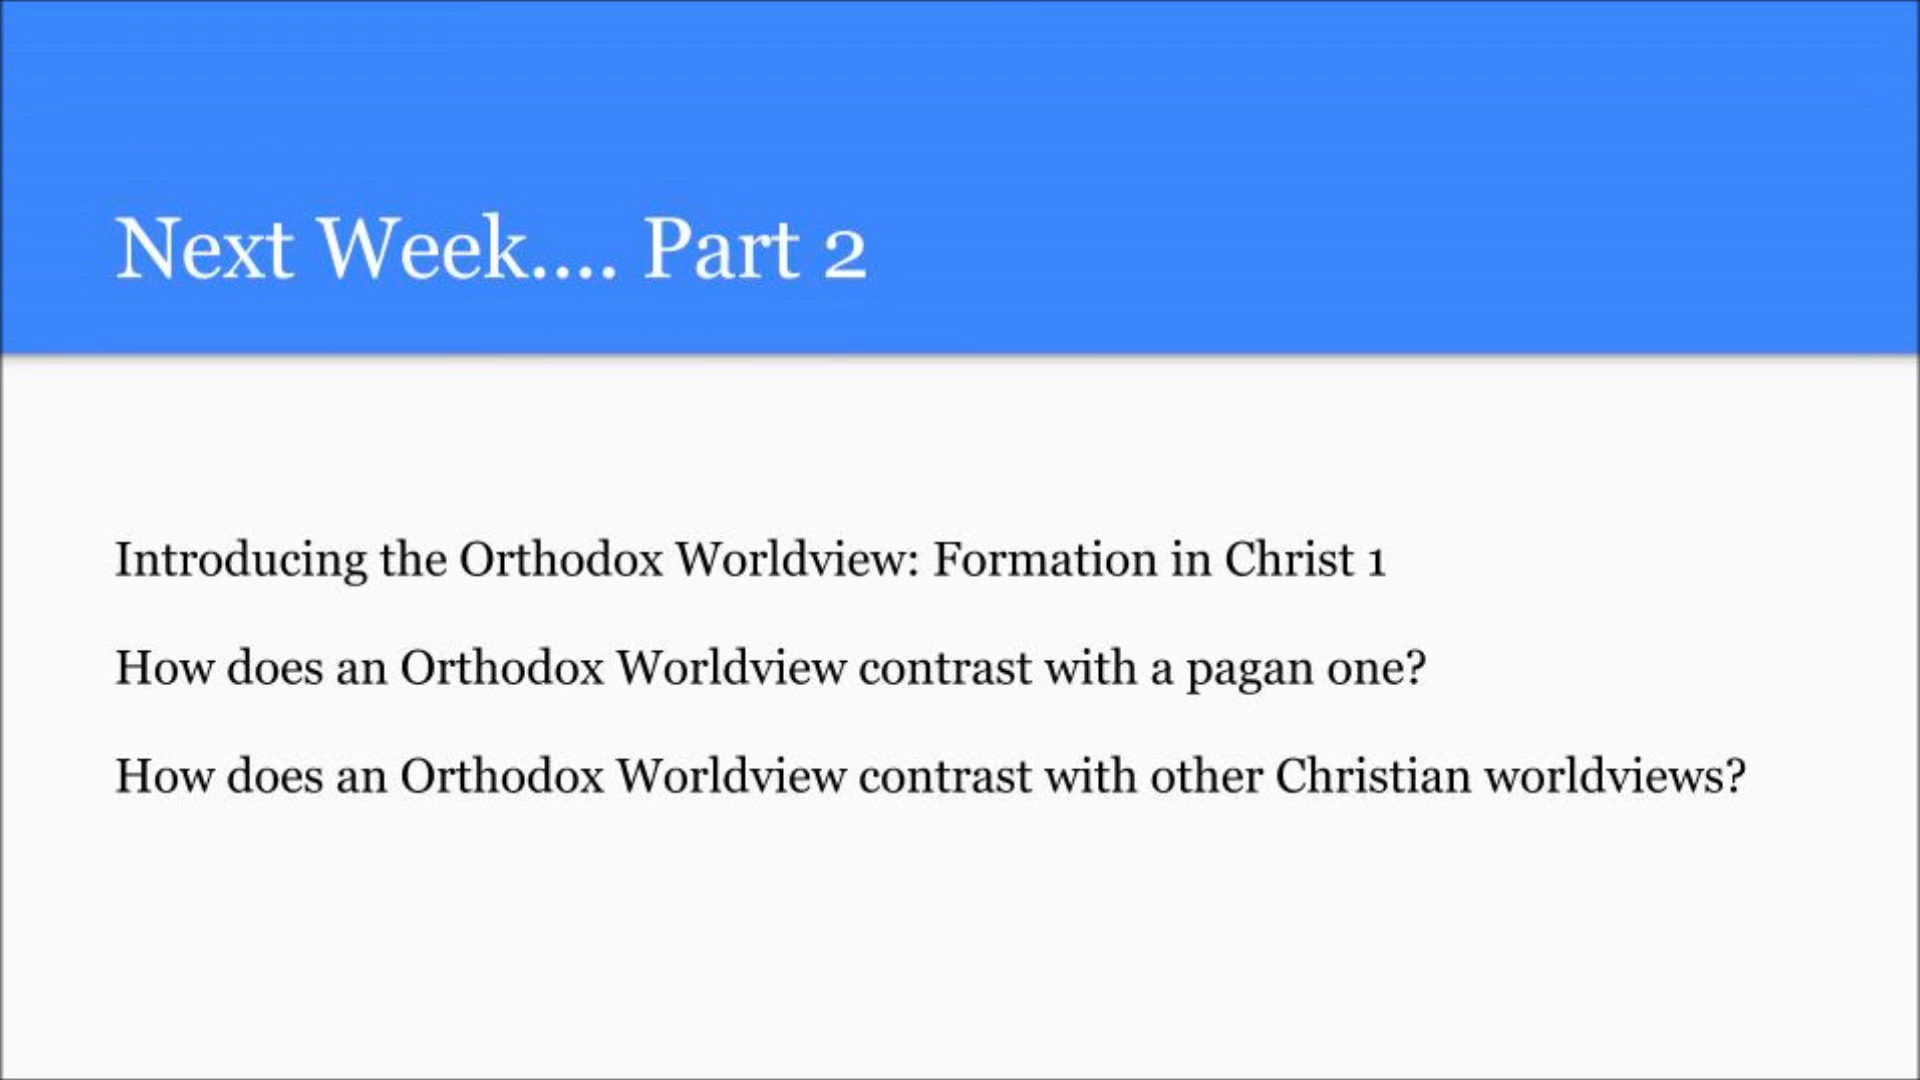 Next Week.... Part 2
Introducing the Orthodox Worldview: Formation in Christ 1
How does an Orthodox Worldview contrast with a pagan one?
How does an Orthodox Worldview contrast with other Christian worldviews?